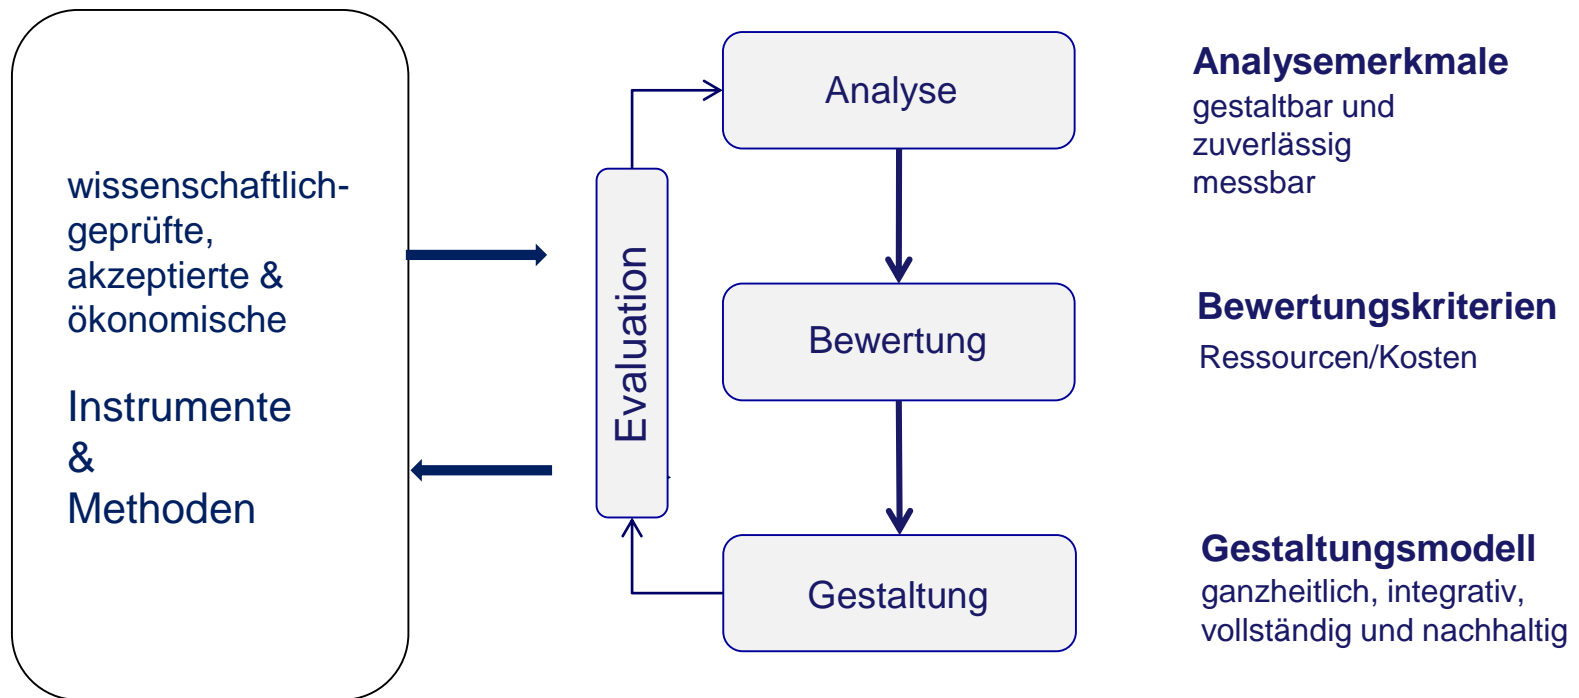 wissenschaftlich-
geprüfte,
akzeptierte &
ökonomische
Instrumente
&
Methoden
Evaluation
Analyse
Bewertung
Gestaltung
Analysemerkmale
gestaltbar und
zuverlässig
messbar
Bewertungskriterien
Ressourcen/Kosten
Gestaltungsmodell
ganzheitlich, integrativ,
vollständig und nachhaltig